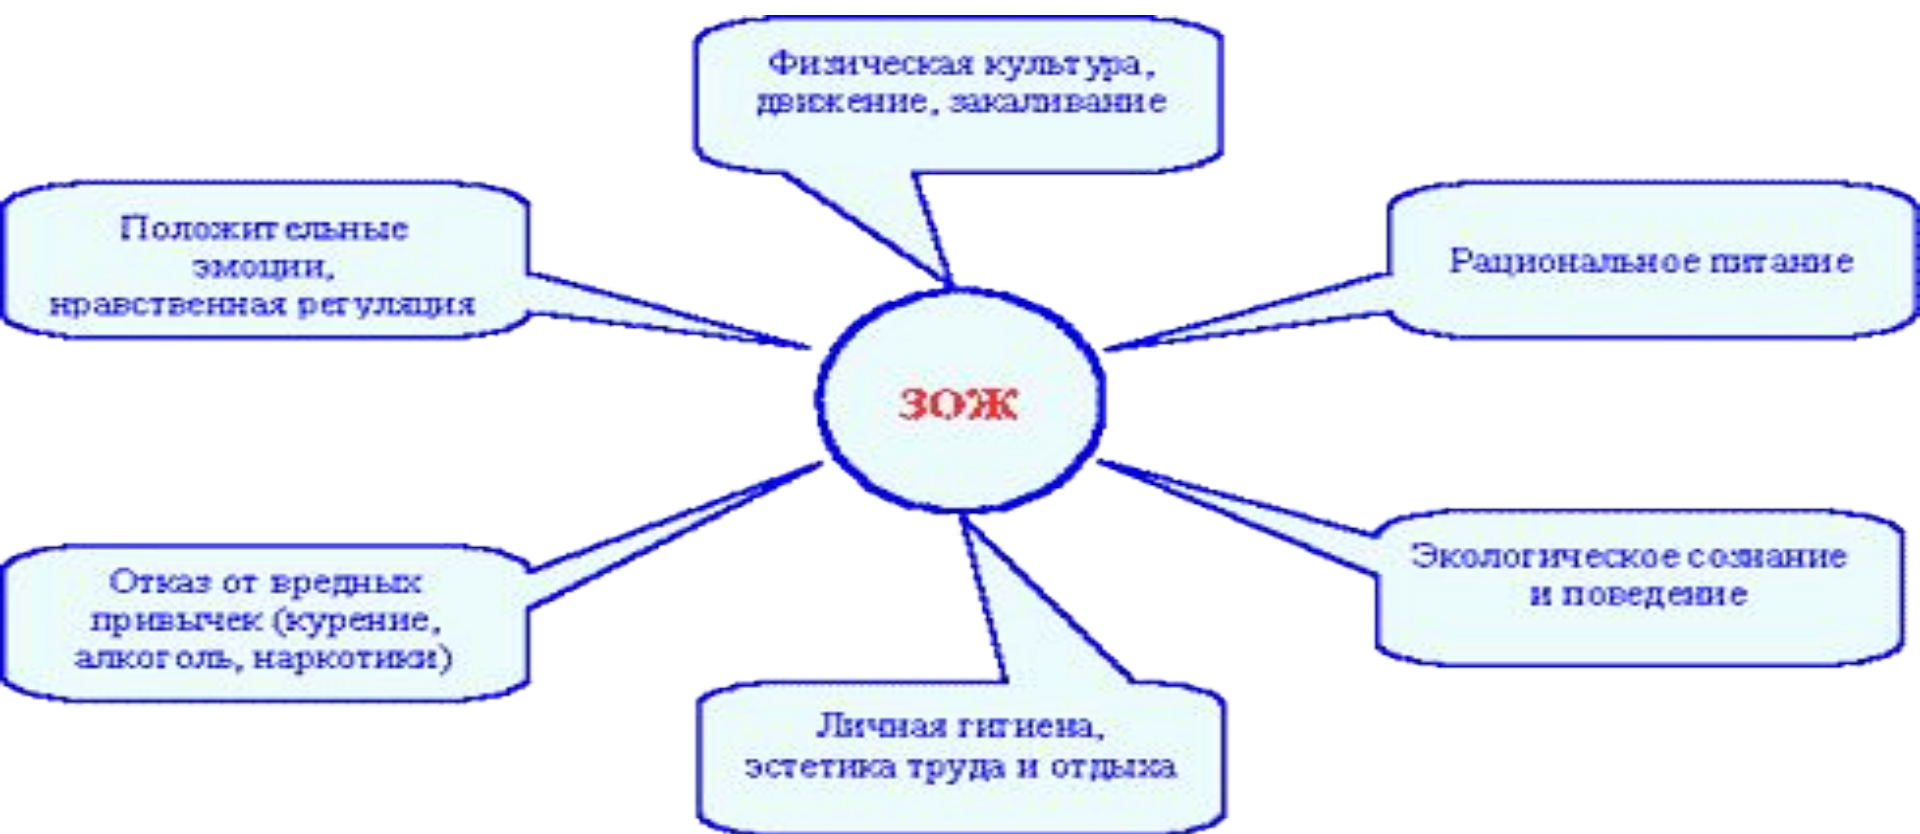 Физическая культура,
движение, закаливание
Положительные
эмоции,
нравственная регуляция
Рациональное питание
ЗОЖ
Отказ от вредных
привычек (курение,
алкоголь, наркотики)
Экологическое сознание
и поведение
Личная гигиена,
эстетика труда и отдыха